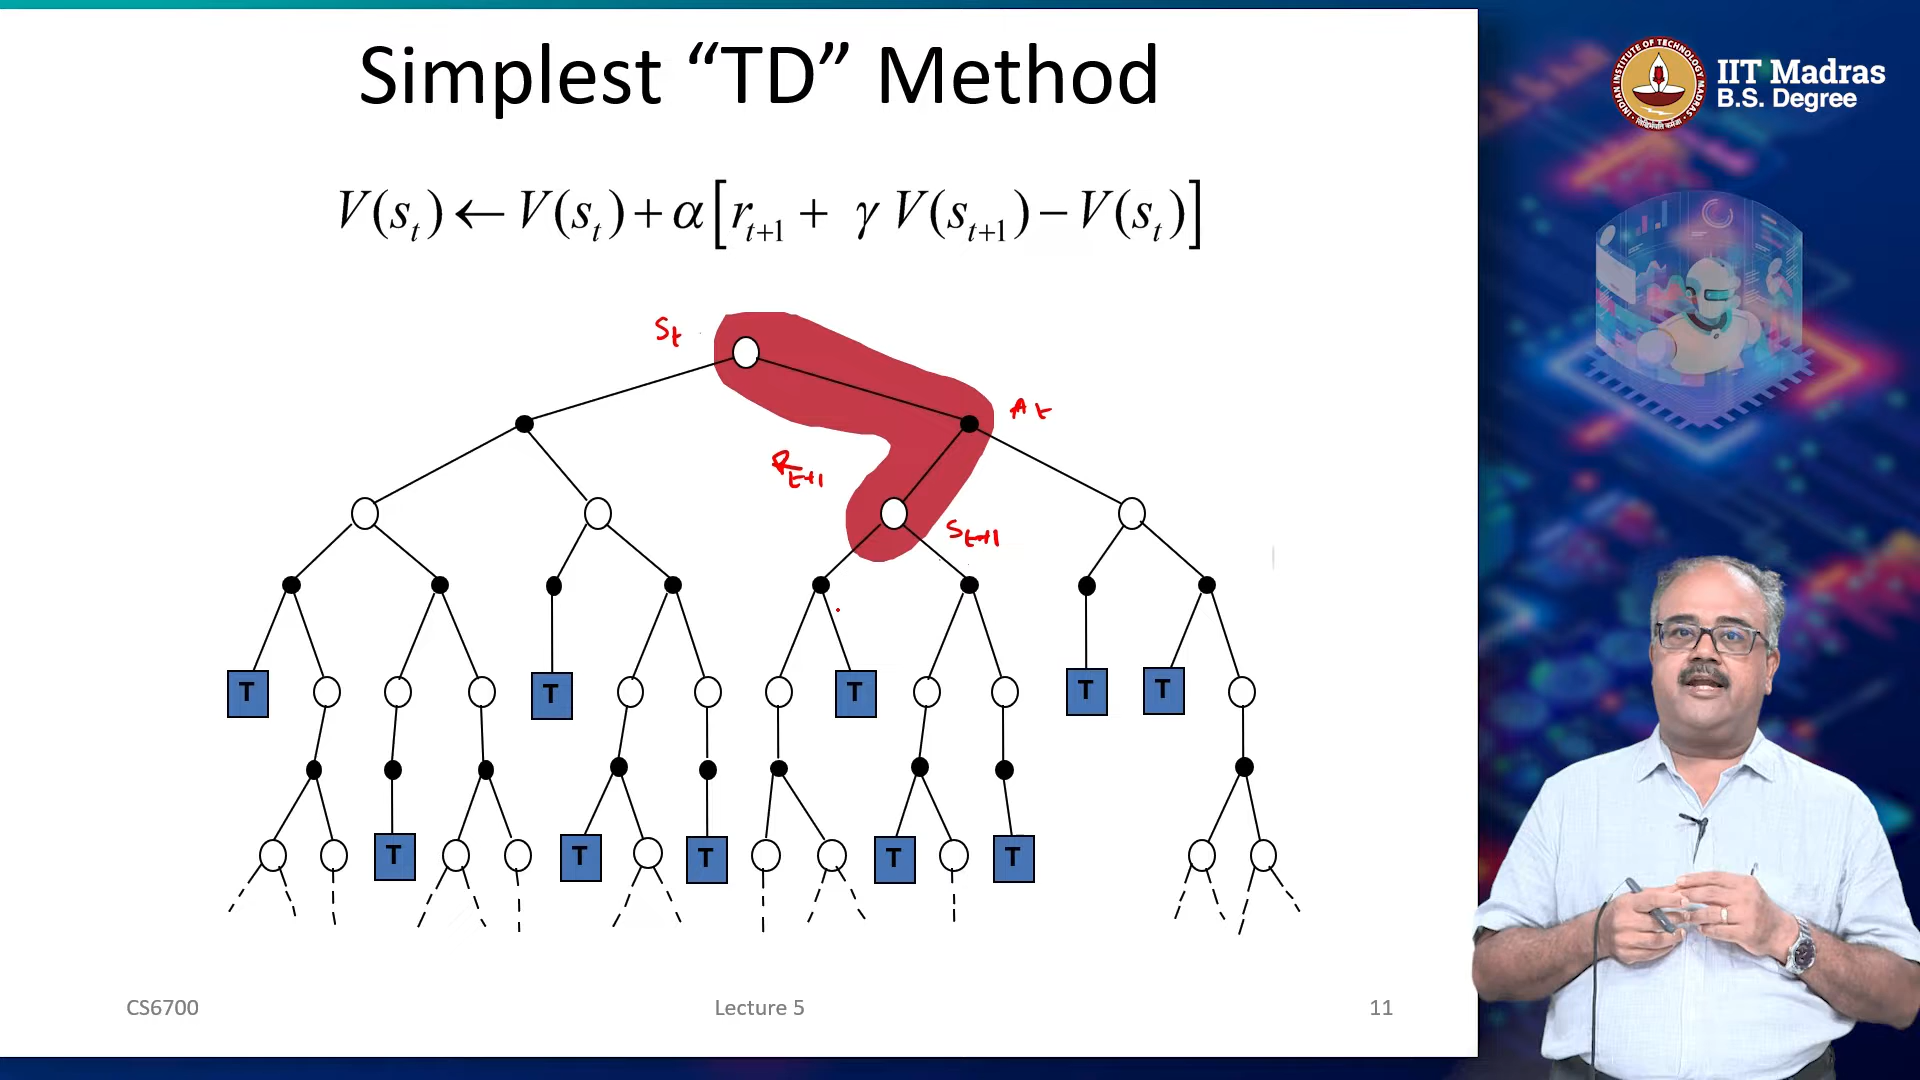 Simplest “TD” Method
IIT Madras
B.S. Degree
V(s_t) ← V(s_t) + α[r_{t+1} + γ V(s_{t+1}) − V(s_t)]
S_t
A_t
R_{t+1}
S_{t+1}
T T T T T
T T T T T
CS6700 Lecture 5 11